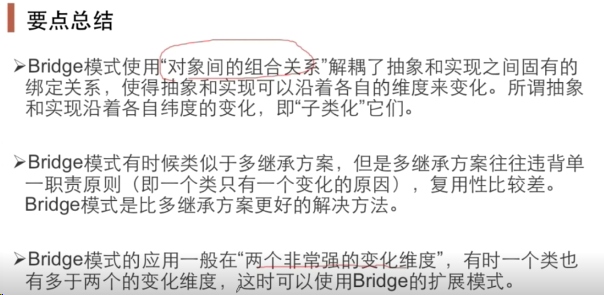 要点总结
➤Bridge模式使用“对象间的组合关系”解耦了抽象和实现之间固有的
绑定关系，使得抽象和实现可以沿着各自的维度来变化。所谓抽象
和实现沿着各自纬度的变化，即“子类化”它们。
➤Bridge模式有时候类似于多继承方案，但是多继承方案往往违背单
一职责原则（即一个类只有一个变化的原因），复用性比较差。
Bridge模式是比多继承方案更好的解决方法。
➤Bridge模式的应用一般在“两个非常强的变化维度”，有时一个类也
有多于两个的变化维度，这时可以使用Bridge的扩展模式。